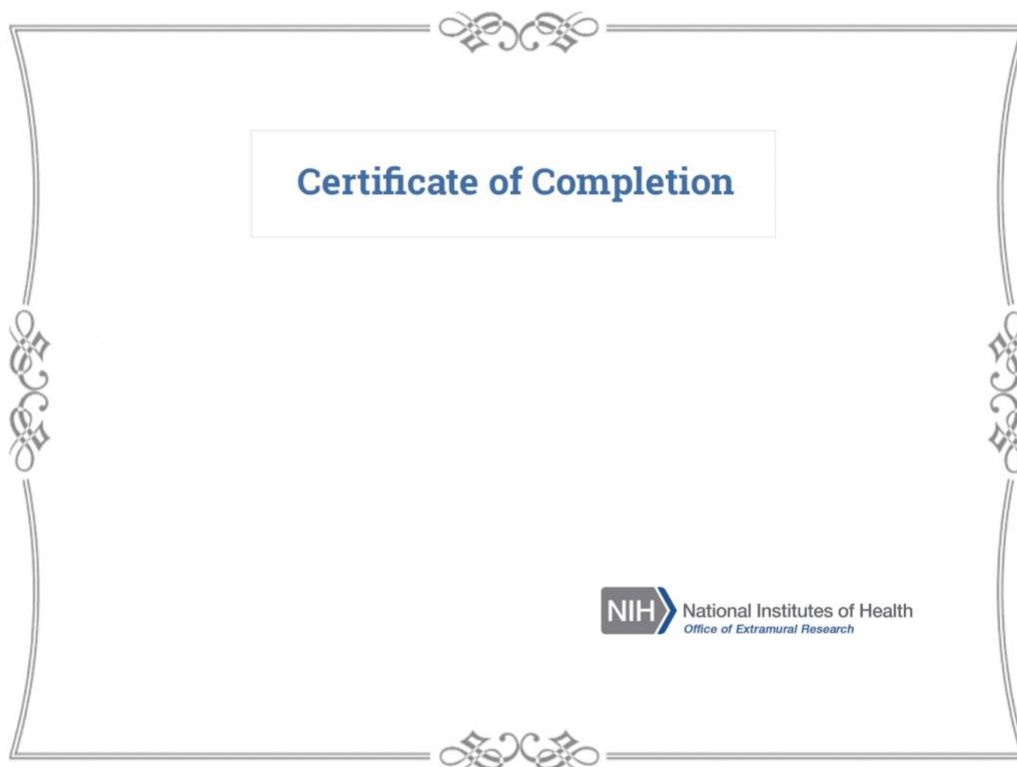 Certificate of Completion
NIH
National Institutes of Health
Office of Extramural Research